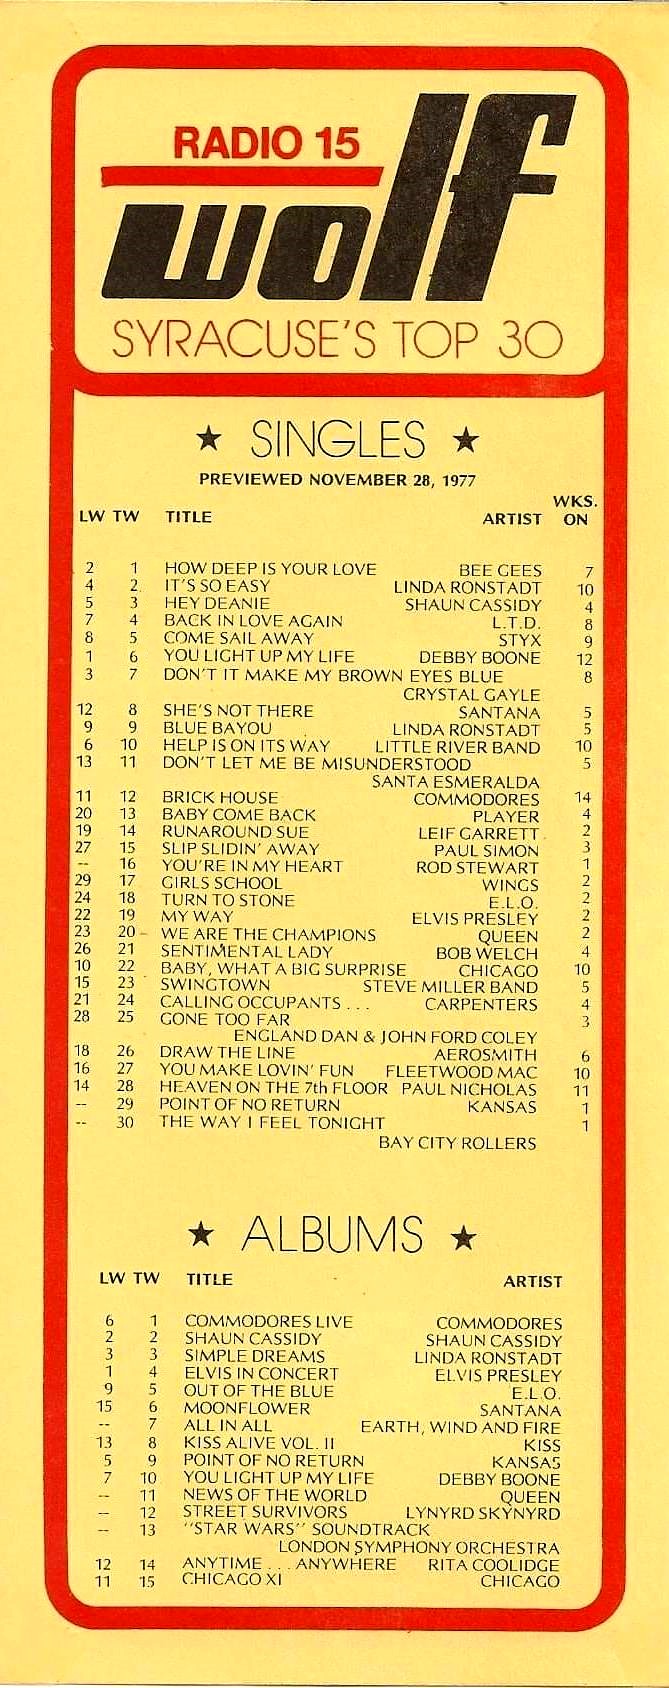 RADIO 15
wolf
SYRACUSE'S TOP 30
★ SINGLES ★
PREVIEWED NOVEMBER 28, 1977
LW TW TITLE ARTIST WKS. ON
2 1 HOW DEEP IS YOUR LOVE BEE GEES 7
4 2 IT'S SO EASY LINDA RONSTADT 10
5 3 HEY DEANIE SHAUN CASSIDY 4
7 4 BACK IN LOVE AGAIN L.T.D. 8
8 5 COME SAIL AWAY STYX 9
1 6 YOU LIGHT UP MY LIFE DEBBY BOONE 12
3 7 DON'T IT MAKE MY BROWN EYES BLUE 8
CRYSTAL GAYLE
12 8 SHE'S NOT THERE SANTANA 5
9 9 BLUE BAYOU LINDA RONSTADT 5
6 10 HELP IS ON ITS WAY LITTLE RIVER BAND 10
13 11 DON'T LET ME BE MISUNDERSTOOD 5
SANTA ESMERALDA
11 12 BRICK HOUSE COMMODORES 14
20 13 BABY COME BACK PLAYER 4
19 14 RUNAROUND SUE LEIF GARRETT 2
27 15 SLIP SLIDIN' AWAY PAUL SIMON 3
-- 16 YOU'RE IN MY HEART ROD STEWART 1
29 17 GIRLS SCHOOL WINGS 2
24 18 TURN TO STONE E.L.O. 2
22 19 MY WAY ELVIS PRESLEY 2
23 20 WE ARE THE CHAMPIONS QUEEN 2
26 21 SENTIMENTAL LADY BOB WELCH 4
10 22 BABY, WHAT A BIG SURPRISE CHICAGO 10
15 23 SWINGTOWN STEVE MILLER BAND 5
21 24 CALLING OCCUPANTS . . . CARPENTERS 4
28 25 GONE TOO FAR 3
ENGLAND DAN & JOHN FORD COLEY
18 26 DRAW THE LINE AEROSMITH 6
16 27 YOU MAKE LOVIN' FUN FLEETWOOD MAC 10
14 28 HEAVEN ON THE 7th FLOOR PAUL NICHOLAS 11
-- 29 POINT OF NO RETURN KANSAS 1
-- 30 THE WAY I FEEL TONIGHT 1
BAY CITY ROLLERS
★ ALBUMS ★
LW TW TITLE ARTIST
6 1 COMMODORES LIVE COMMODORES
2 2 SHAUN CASSIDY SHAUN CASSIDY
3 3 SIMPLE DREAMS LINDA RONSTADT
1 4 ELVIS IN CONCERT ELVIS PRESLEY
9 5 OUT OF THE BLUE E.L.O.
15 6 MOONFLOWER SANTANA
-- 7 ALL IN ALL EARTH, WIND AND FIRE
13 8 KISS ALIVE VOL. II KISS
5 9 POINT OF NO RETURN KANSAS
7 10 YOU LIGHT UP MY LIFE DEBBY BOONE
-- 11 NEWS OF THE WORLD QUEEN
-- 12 STREET SURVIVORS LYNYRD SKYNYRD
-- 13 "STAR WARS" SOUNDTRACK
LONDON SYMPHONY ORCHESTRA
12 14 ANYTIME . . . ANYWHERE RITA COOLIDGE
11 15 CHICAGO XI CHICAGO